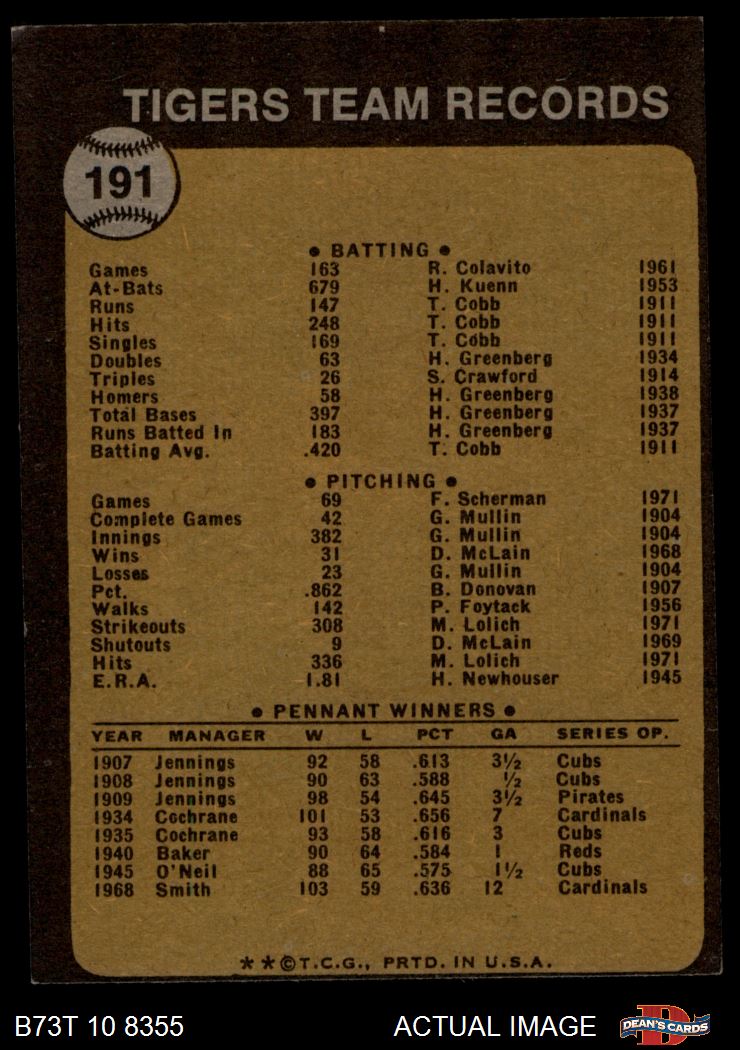 TIGERS TEAM RECORDS
191
• BATTING •
Games 163 R. Colavito 1961
At-Bats 679 H. Kuenn 1953
Runs 147 T. Cobb 1911
Hits 248 T. Cobb 1911
Singles 169 T. Cobb 1911
Doubles 63 H. Greenberg 1934
Triples 26 S. Crawford 1914
Homers 58 H. Greenberg 1938
Total Bases 397 H. Greenberg 1937
Runs Batted In 183 H. Greenberg 1937
Batting Avg. .420 T. Cobb 1911
• PITCHING •
Games 69 F. Scherman 1971
Complete Games 42 G. Mullin 1904
Innings 382 G. Mullin 1904
Wins 31 D. McLain 1968
Losses 23 G. Mullin 1904
Pct. .862 B. Donovan 1907
Walks 142 P. Foytack 1956
Strikeouts 308 M. Lolich 1971
Shutouts 9 D. McLain 1969
Hits 336 M. Lolich 1971
E.R.A. 1.81 H. Newhouser 1945
• PENNANT WINNERS •
YEAR MANAGER W L PCT GA SERIES OP.
1907 Jennings 92 58 .613 3½ Cubs
1908 Jennings 90 63 .588 ½ Cubs
1909 Jennings 98 54 .645 3½ Pirates
1934 Cochrane 101 53 .656 7 Cardinals
1935 Cochrane 93 58 .616 3 Cubs
1940 Baker 90 64 .584 1 Reds
1945 O'Neil 88 65 .575 1½ Cubs
1968 Smith 103 59 .636 12 Cardinals
**©T.C.G., PRTD. IN U.S.A.
B73T 10 8355 ACTUAL IMAGE D DEAN'S CARDS